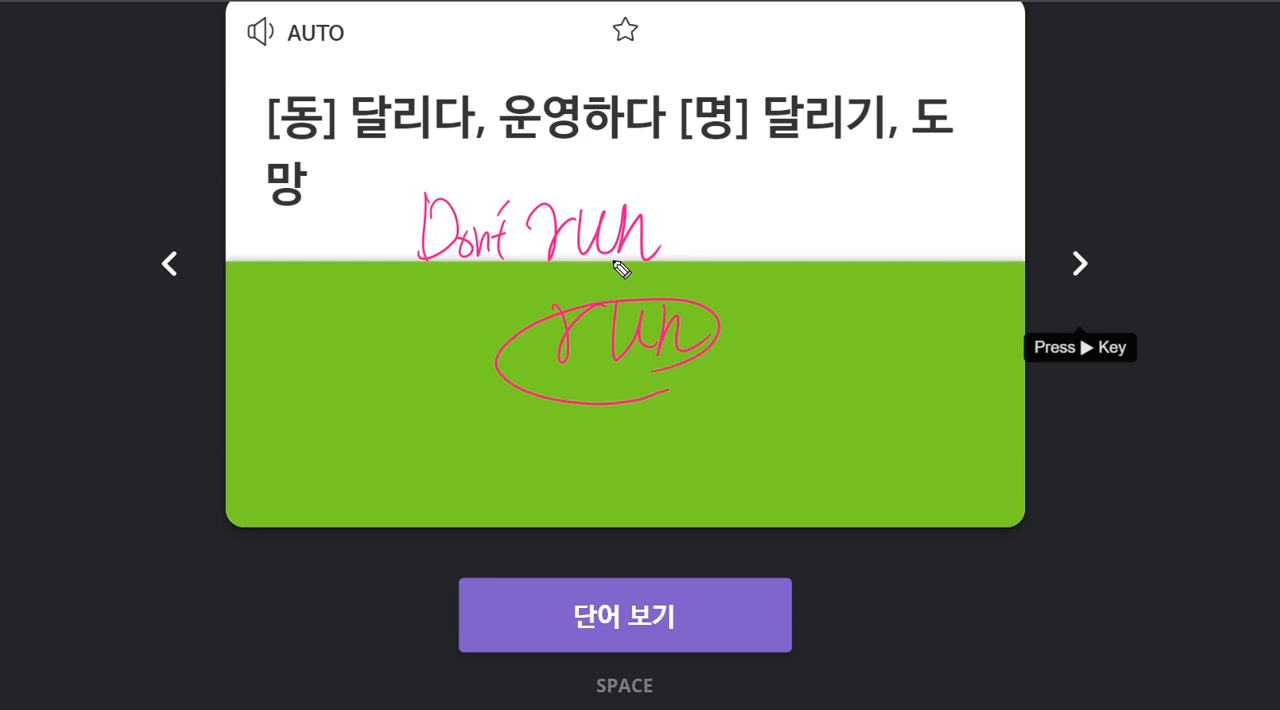 AUTO
[동] 달리다, 운영하다 [명] 달리기, 도
망
Don't run
run
Press ▶ Key
단어 보기
SPACE